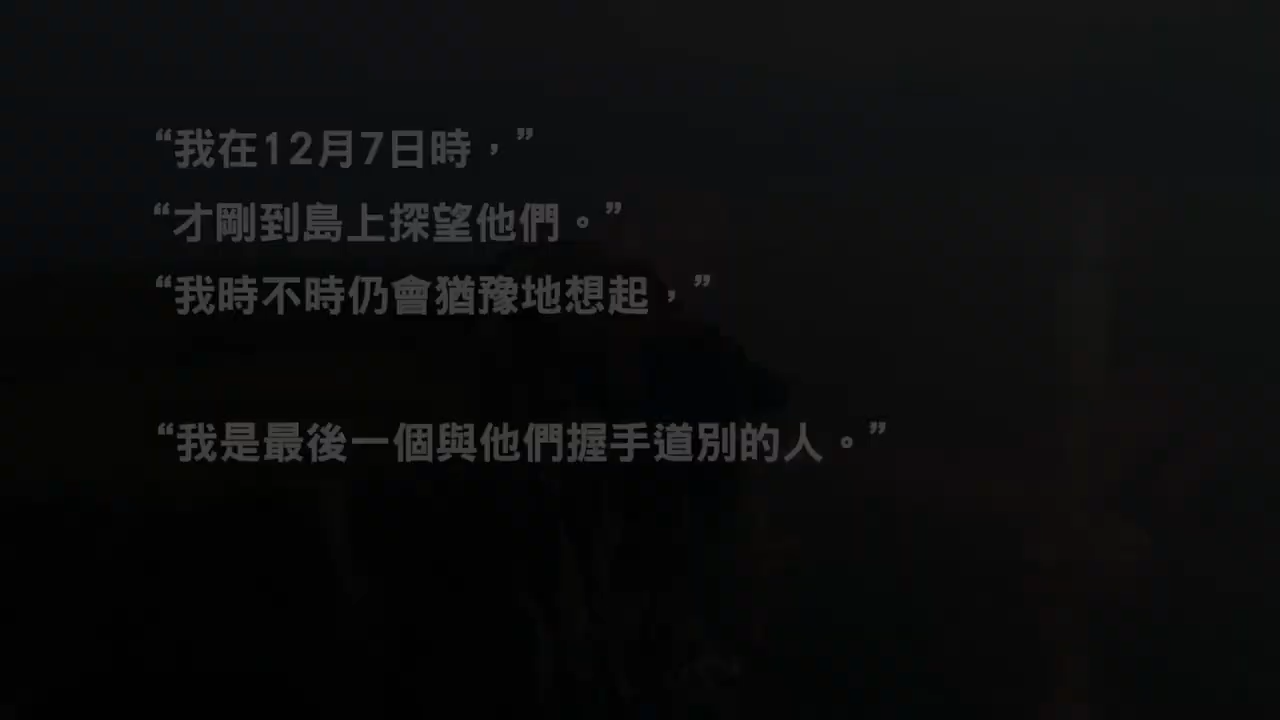 “我在12月7日時，”
“才剛到島上探望他們。”
“我時不時仍會猶豫地想起，”
“我是最後一個與他們握手道別的人。”